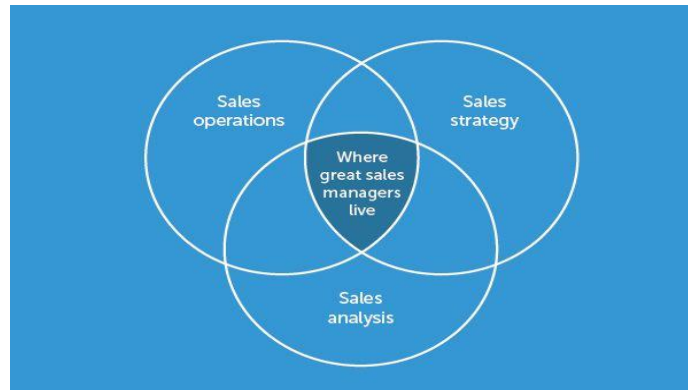 Sales
operations
Sales
strategy
Where
great sales
managers
live
Sales
analysis